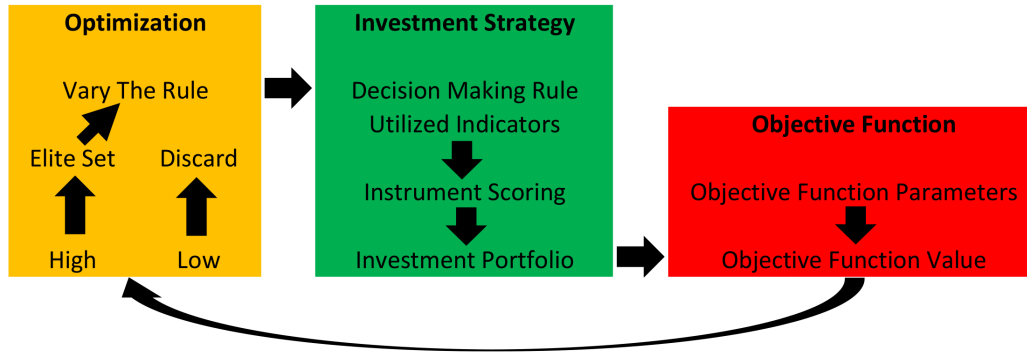 Optimization
Vary The Rule
Elite Set
Discard
High
Low
Investment Strategy
Decision Making Rule
Utilized Indicators
Instrument Scoring
Investment Portfolio
Objective Function
Objective Function Parameters
Objective Function Value